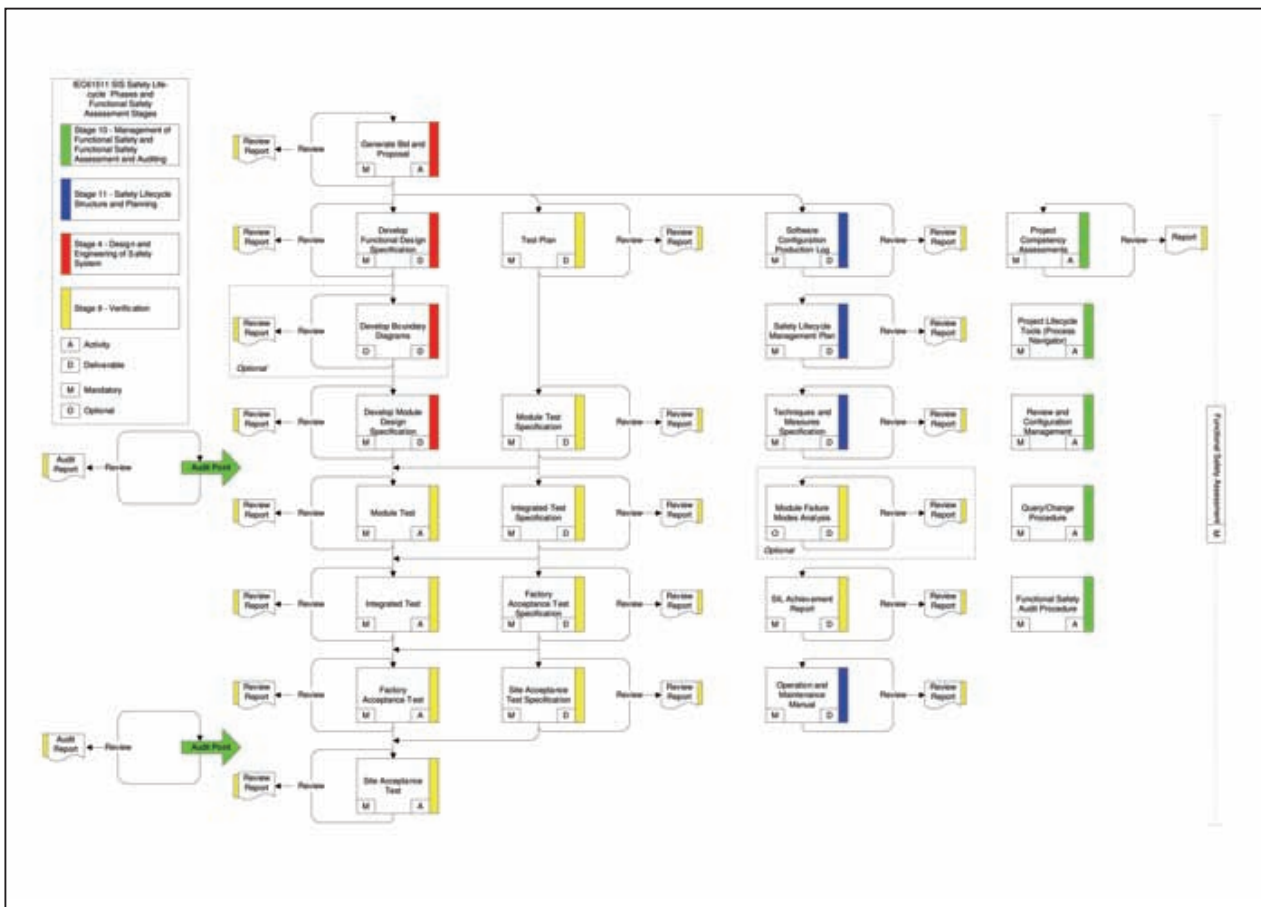 IEC61511 SIS Safety Life-
cycle Phases and
Functional Safety
Assessment Stages
Stage 10 - Management of
Functional Safety and
Functional Safety
Assessment and Auditing
Stage 11 - Safety Lifecycle
Structure and Planning
Stage 4 - Design and
Engineering of Safety
System
Stage 9 - Verification
A Activity
D Deliverable
M Mandatory
O Optional
Review
Report
Review
Generate Bid and
Proposal
M A
Review
Report
Review
Develop
Functional Design
Specification
M D
Test Plan
M D
Review
Review
Report
Software
Configuration
Production Log
M D
Review
Review
Report
Project
Competency
Assessments
M A
Review
Report
Review
Report
Review
Develop Boundary
Diagrams
O D
Optional
Safety Lifecycle
Management Plan
M D
Review
Review
Report
Project Lifecycle
Tools (Process
Navigator)
M A
Review
Report
Review
Develop Module
Design
Specification
M D
Module Test
Specification
M D
Review
Review
Report
Techniques and
Measures
Specification
M D
Review
Review
Report
Review and
Configuration
Management
M A
Functional Safety Assessment M
Audit
Report
Review
Audit Point
Review
Report
Review
Module Test
M A
Integrated Test
Specification
M D
Review
Review
Report
Module Failure
Modes Analysis
O D
Optional
Review
Review
Report
Query/Change
Procedure
M A
Review
Report
Review
Integrated Test
M A
Factory
Acceptance Test
Specification
M D
Review
Review
Report
SIL Achievement
Report
M D
Review
Review
Report
Functional Safety
Audit Procedure
M A
Review
Report
Review
Factory
Acceptance Test
M A
Site Acceptance
Test Specification
M D
Review
Review
Report
Operation and
Maintenance
Manual
M D
Review
Review
Report
Audit
Report
Review
Audit Point
Review
Report
Review
Site Acceptance
Test
M A